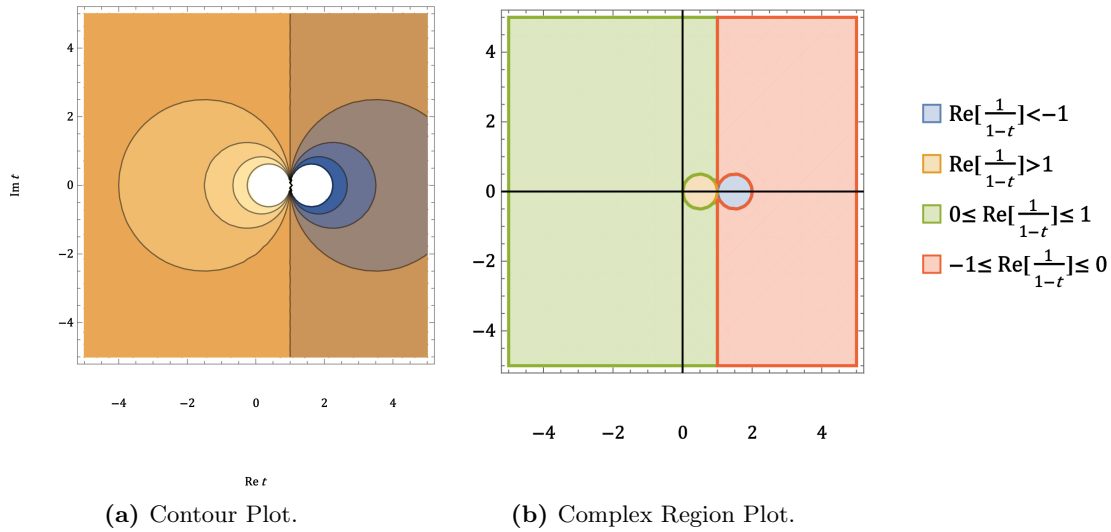 4
2
0
−2
−4
Im t
−4 −2 0 2 4
Re t
(a) Contour Plot.
4
2
0
−2
−4
−4 −2 0 2 4
(b) Complex Region Plot.
Re[1/(1−t)]<−1
Re[1/(1−t)]>1
0≤ Re[1/(1−t)]≤ 1
−1≤ Re[1/(1−t)]≤ 0